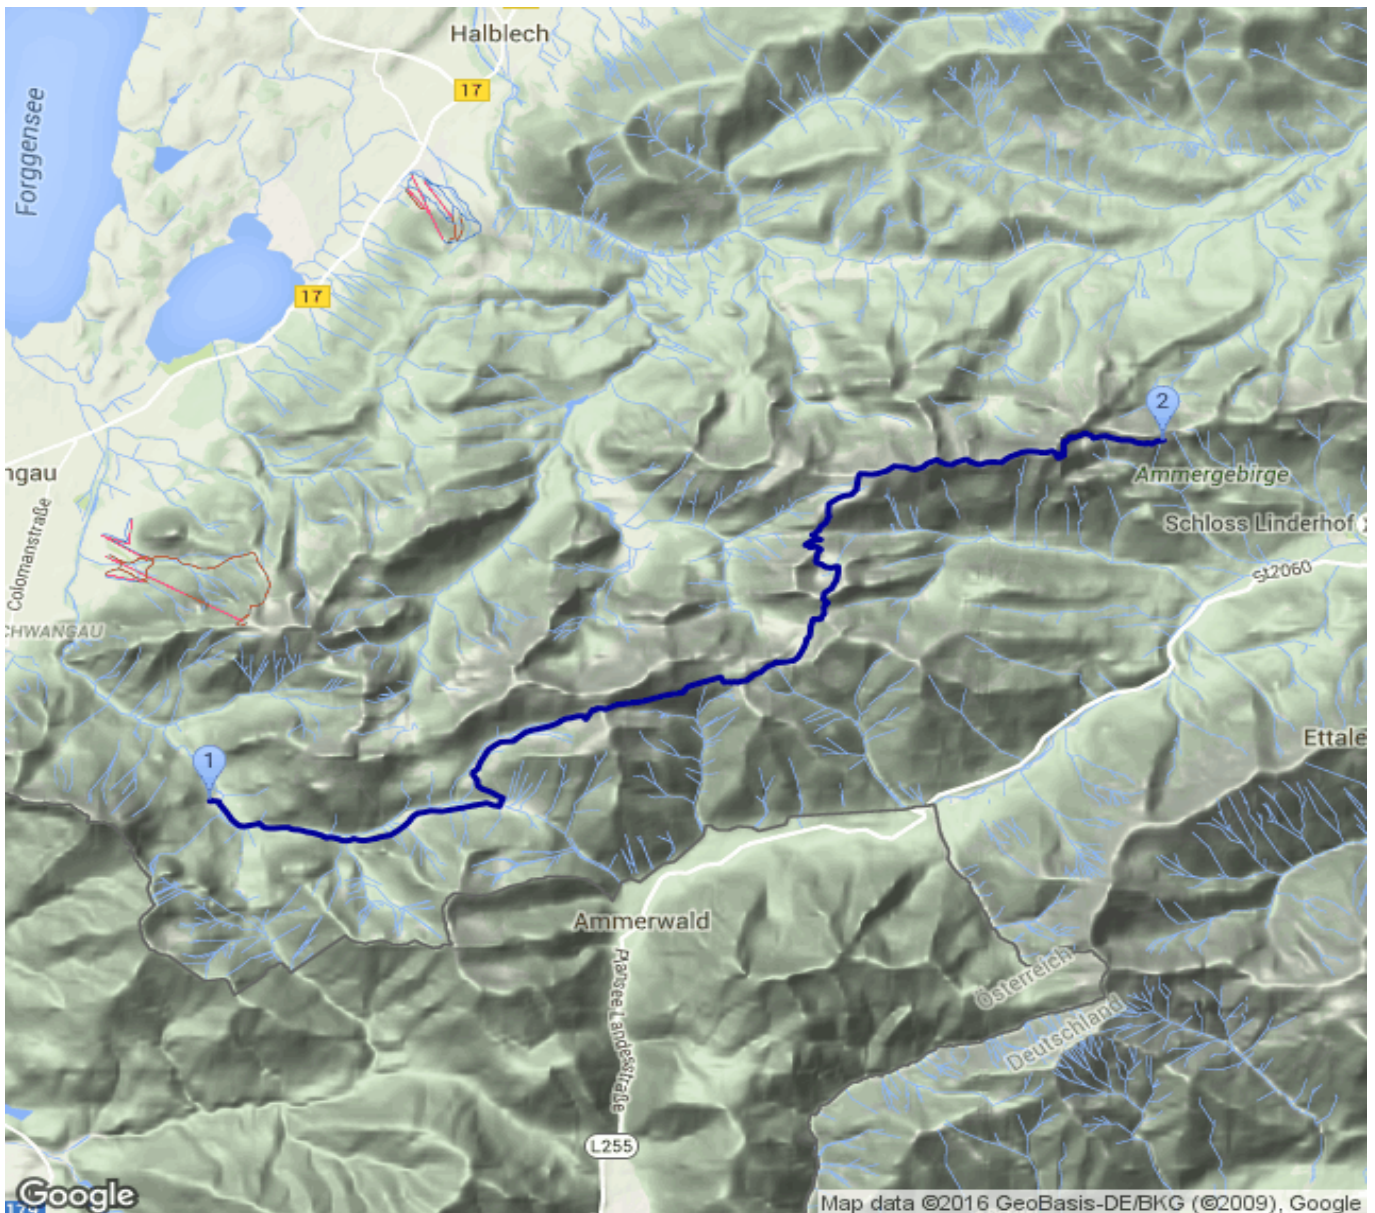 Halblech
17
Forggensee
17
2
ngau
Ammergebirge
Colomanstraße
Schloss Linderhof
St2060
CHWANGAU
Ettale
1
Ammerwald
Plansee Landesstraße
Österreich
Deutschland
L255
Google
179
Map data ©2016 GeoBasis-DE/BKG (©2009), Google